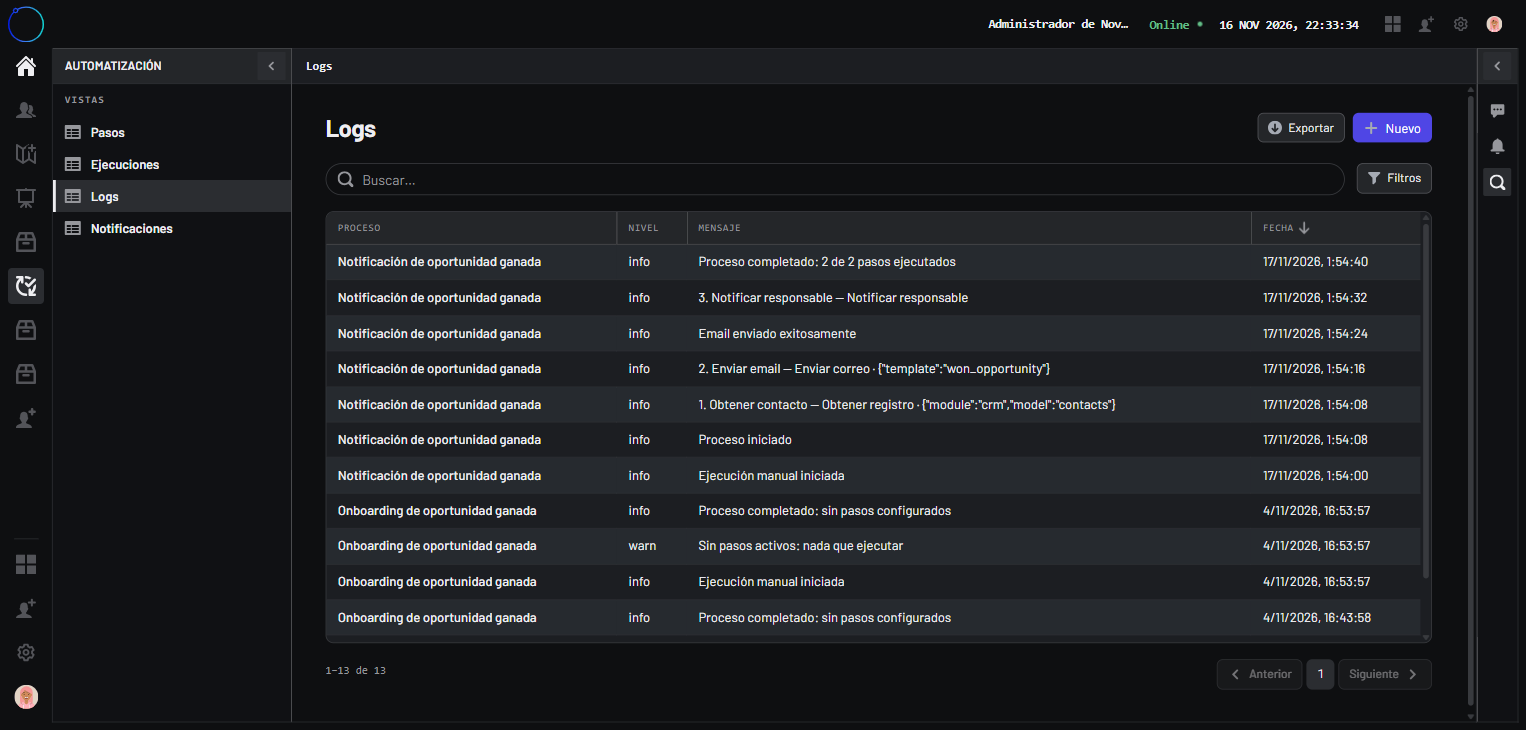 Administrador de Nov... Online 16 NOV 2026, 22:33:34
AUTOMATIZACIÓN
Logs
VISTAS
Pasos
Ejecuciones
Logs
Notificaciones
Logs
Exportar
Nuevo
Buscar...
Filtros
PROCESO NIVEL MENSAJE FECHA
Notificación de oportunidad ganada info Proceso completado: 2 de 2 pasos ejecutados 17/11/2026, 1:54:40
Notificación de oportunidad ganada info 3. Notificar responsable — Notificar responsable 17/11/2026, 1:54:32
Notificación de oportunidad ganada info Email enviado exitosamente 17/11/2026, 1:54:24
Notificación de oportunidad ganada info 2. Enviar email — Enviar correo · {"template":"won_opportunity"} 17/11/2026, 1:54:16
Notificación de oportunidad ganada info 1. Obtener contacto — Obtener registro · {"module":"crm","model":"contacts"} 17/11/2026, 1:54:08
Notificación de oportunidad ganada info Proceso iniciado 17/11/2026, 1:54:08
Notificación de oportunidad ganada info Ejecución manual iniciada 17/11/2026, 1:54:00
Onboarding de oportunidad ganada info Proceso completado: sin pasos configurados 4/11/2026, 16:53:57
Onboarding de oportunidad ganada warn Sin pasos activos: nada que ejecutar 4/11/2026, 16:53:57
Onboarding de oportunidad ganada info Ejecución manual iniciada 4/11/2026, 16:53:57
Onboarding de oportunidad ganada info Proceso completado: sin pasos configurados 4/11/2026, 16:43:58
1–13 de 13
Anterior 1 Siguiente